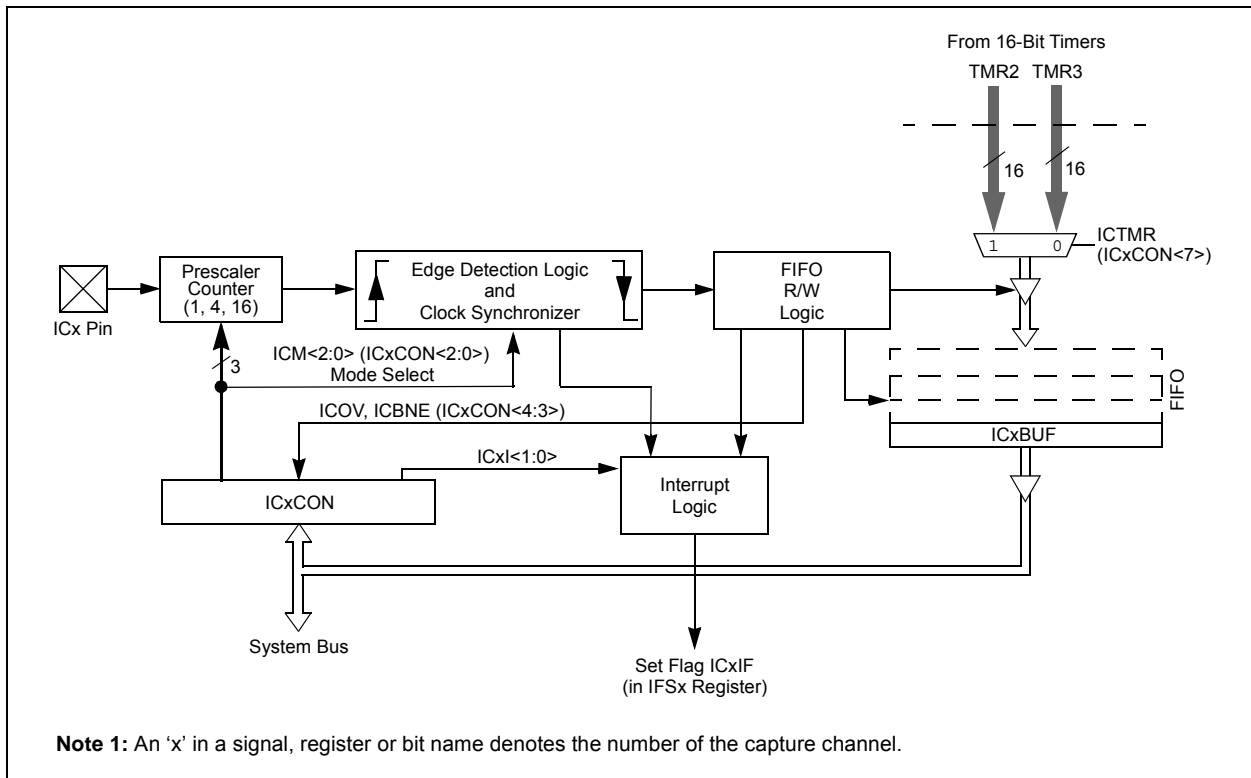 From 16-Bit Timers
TMR2 TMR3
16 16
1 0
ICTMR
(ICxCON<7>)
ICx Pin
Prescaler
Counter
(1, 4, 16)
Edge Detection Logic
and
Clock Synchronizer
FIFO
R/W
Logic
3
ICM<2:0> (ICxCON<2:0>)
Mode Select
FIFO
ICOV, ICBNE (ICxCON<4:3>)
ICxBUF
ICxI<1:0>
Interrupt
Logic
ICxCON
System Bus
Set Flag ICxIF
(in IFSx Register)
Note 1: An ‘x’ in a signal, register or bit name denotes the number of the capture channel.